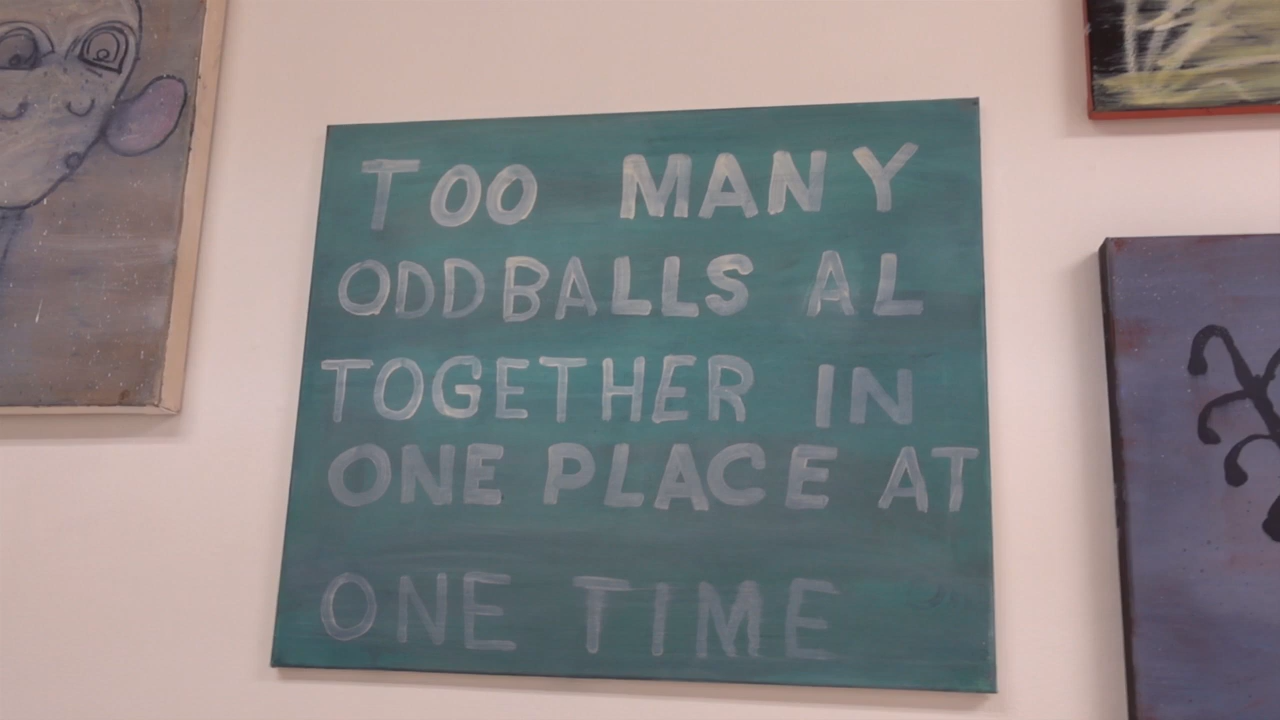 TOO MANY
ODDBALLS AL
TOGETHER IN
ONE PLACE AT
ONE TIME